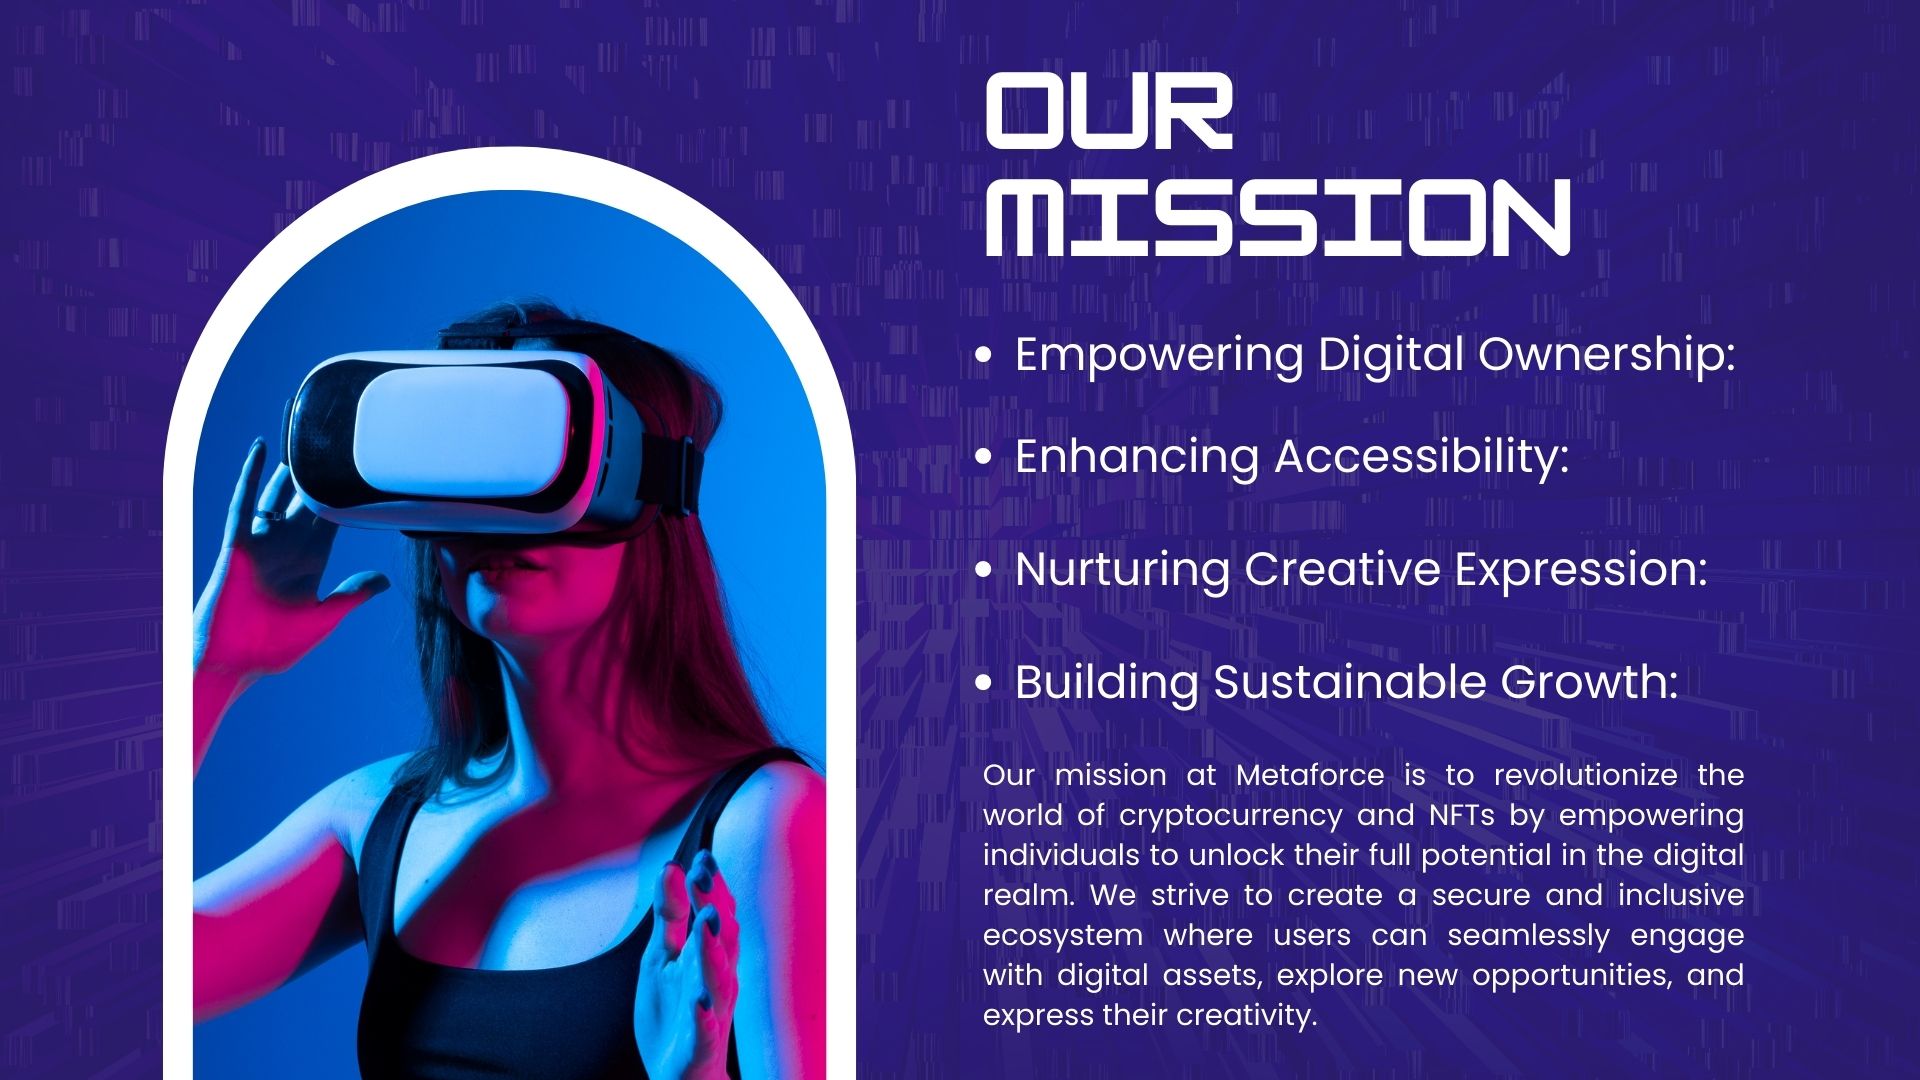 OUR
MISSION
• Empowering Digital Ownership:
• Enhancing Accessibility:
• Nurturing Creative Expression:
• Building Sustainable Growth:
Our mission at Metaforce is to revolutionize the
world of cryptocurrency and NFTs by empowering
individuals to unlock their full potential in the digital
realm. We strive to create a secure and inclusive
ecosystem where users can seamlessly engage
with digital assets, explore new opportunities, and
express their creativity.